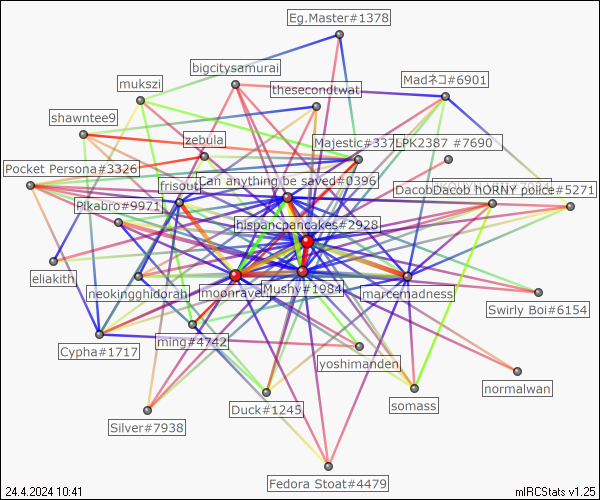 Eg.Master#1378
bigcitysamurai
Madネコ#6901
mukszi
thesecondtwat
shawntee9
zebula
Majestic#337
LPK2387 #7690
Pocket Persona#3326
frisout
Can anything be saved#0396
HORNY police#5271
Pikabro#9971
hispancpancakes#2928
eliakith
neokingghidorah
moonravel
Mushy#1984
marcemadness
Swirly Boi#6154
Cypha#1717
ming#4742
yoshimanden
normalwan
Silver#7938
Duck#1245
somass
Fedora Stoat#4479
24.4.2024 10:41
mIRCStats v1.25